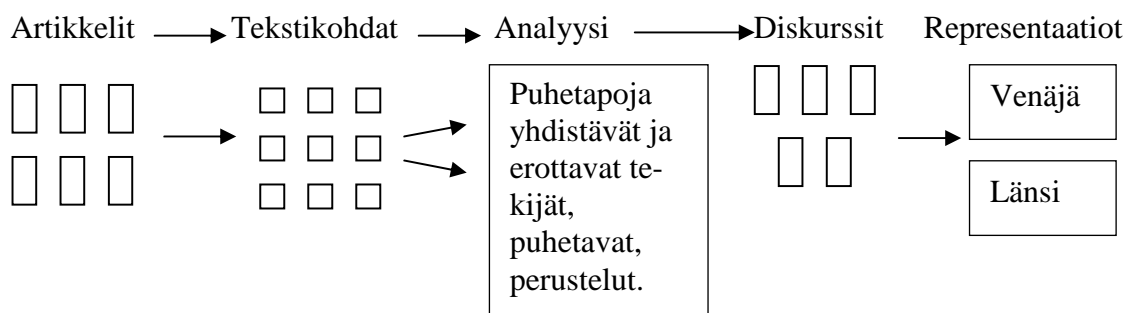 Artikkelit Tekstikohdat Analyysi Diskurssit Representaatiot
Puhetapoja
yhdistävät ja
erottavat te-
kijät,
puhetavat,
perustelut.
Venäjä
Länsi